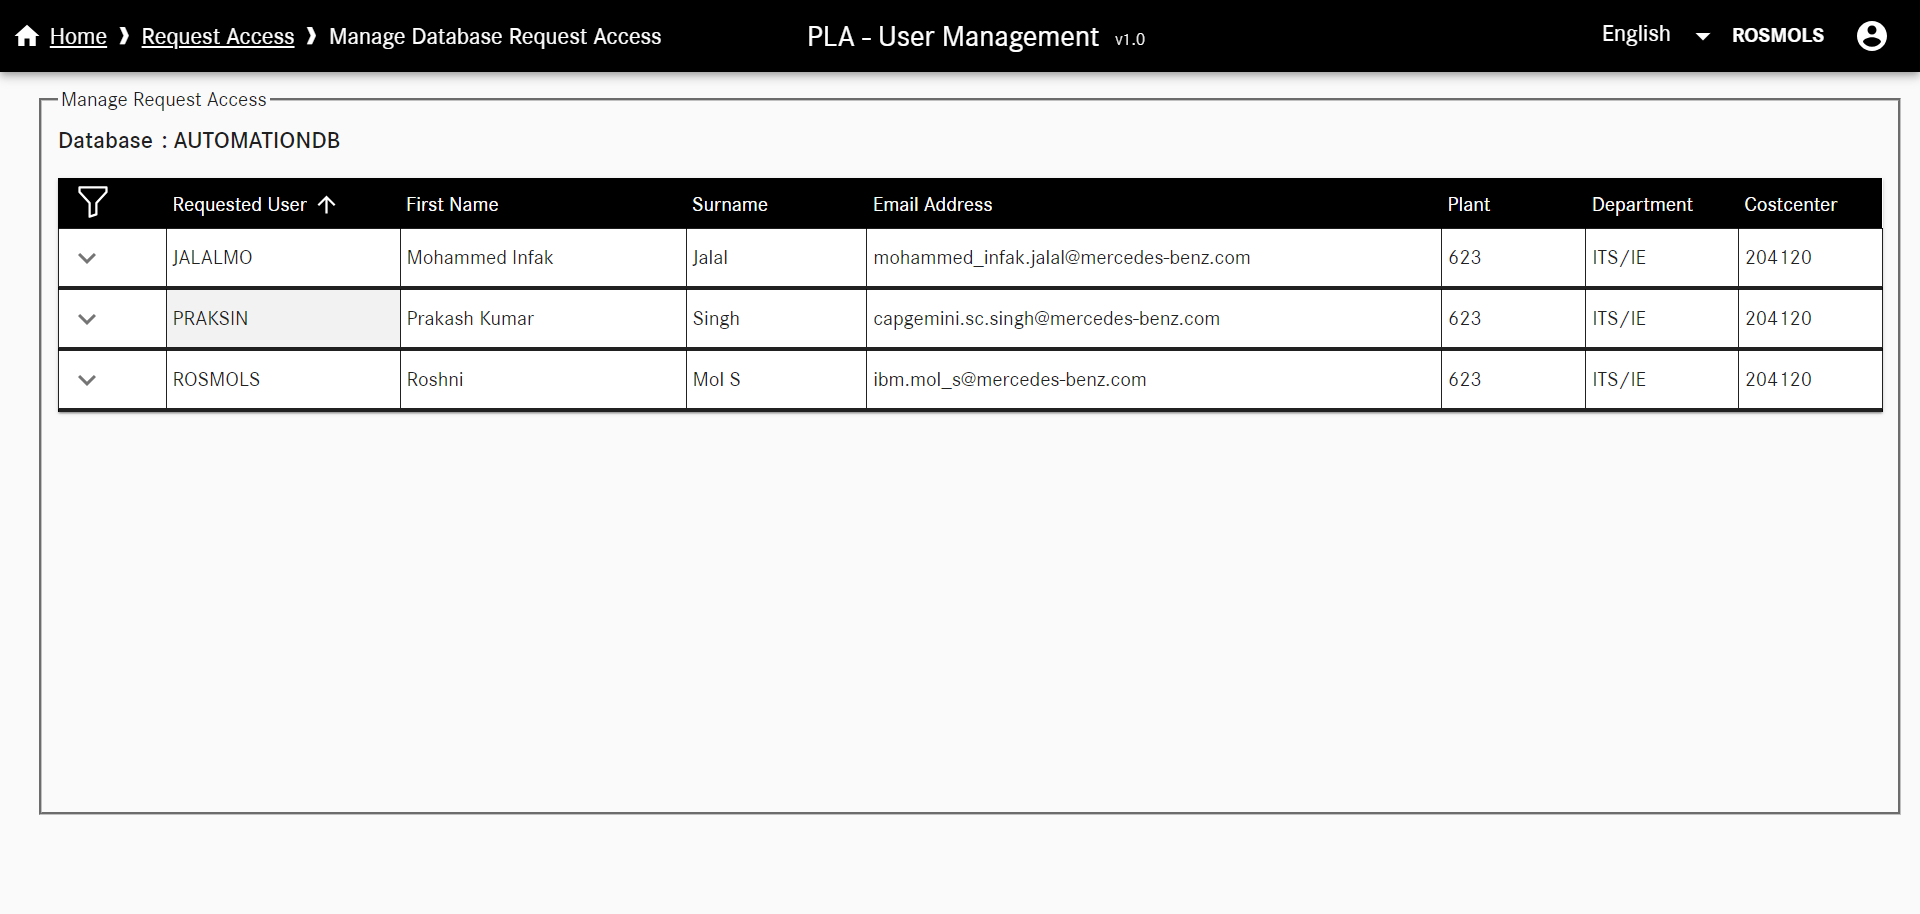 Home ❱ Request Access ❱ Manage Database Request Access PLA - User Management v1.0 English ROSMOLS
Manage Request Access
Database : AUTOMATIONDB
Requested User First Name Surname Email Address Plant Department Costcenter
JALALMO Mohammed Infak Jalal mohammed_infak.jalal@mercedes-benz.com 623 ITS/IE 204120
PRAKSIN Prakash Kumar Singh capgemini.sc.singh@mercedes-benz.com 623 ITS/IE 204120
ROSMOLS Roshni Mol S ibm.mol_s@mercedes-benz.com 623 ITS/IE 204120